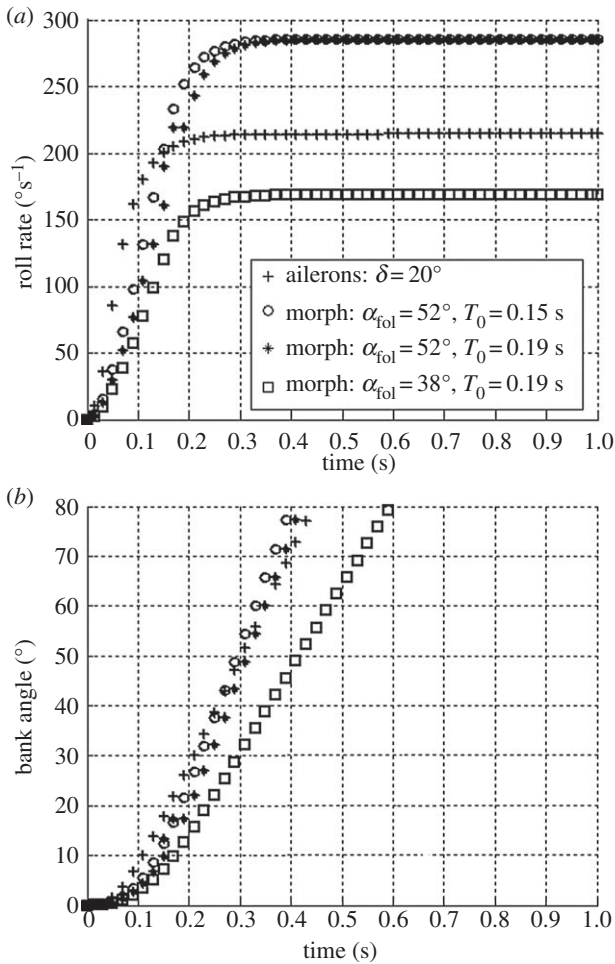 (a)
300
250
200
150
100
50
0
roll rate (° s⁻¹)
ailerons: δ = 20°
morph: α_fol = 52°, T_0 = 0.15 s
morph: α_fol = 52°, T_0 = 0.19 s
morph: α_fol = 38°, T_0 = 0.19 s
0 0.1 0.2 0.3 0.4 0.5 0.6 0.7 0.8 0.9 1.0
time (s)
(b)
80
70
60
50
40
30
20
10
0
bank angle (°)
0 0.1 0.2 0.3 0.4 0.5 0.6 0.7 0.8 0.9 1.0
time (s)